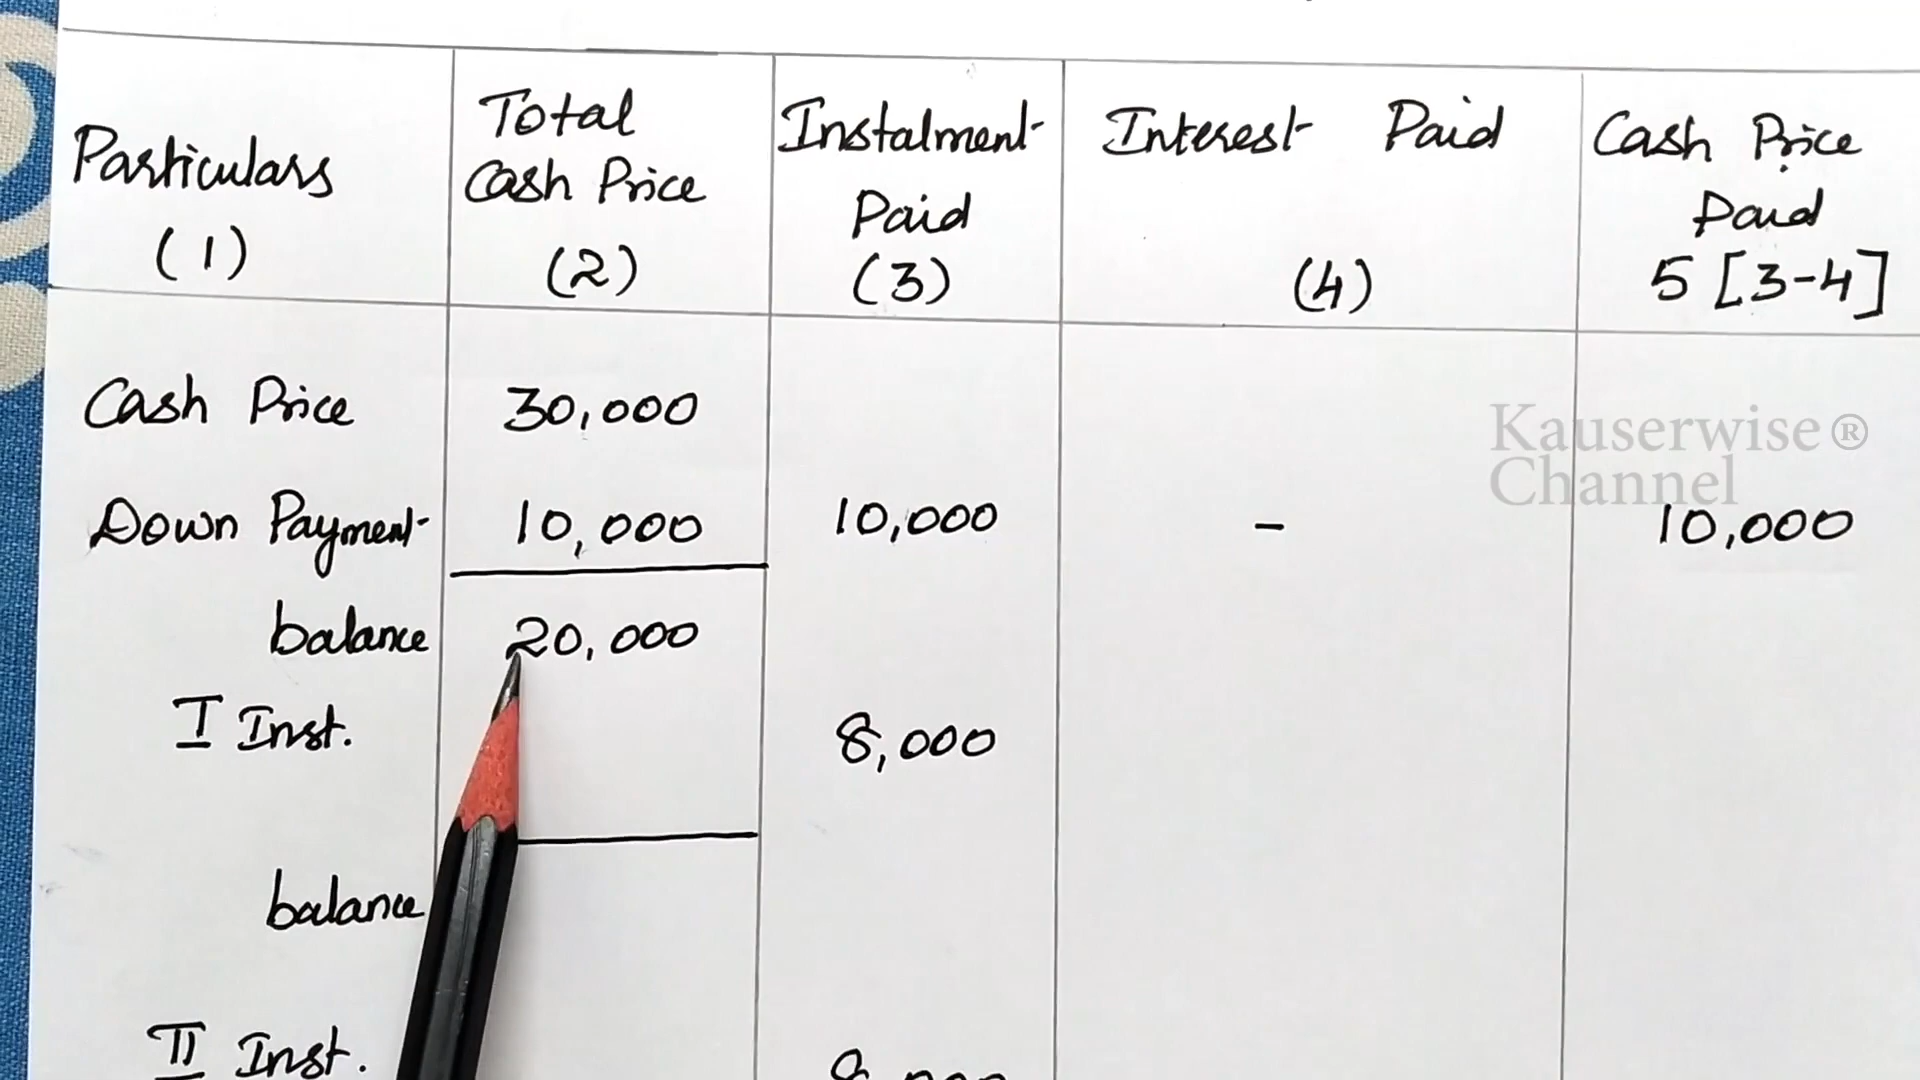 Particulars
(1)
Total
Cash Price
(2)
Instalment
Paid
(3)
Interest Paid
(4)
Cash Price
Paid
5 [3-4]
Cash Price 30,000
Down Payment 10,000 10,000 - 10,000
balance 20,000
I Inst. 8,000
balance
II Inst.
Kauserwise®
Channel